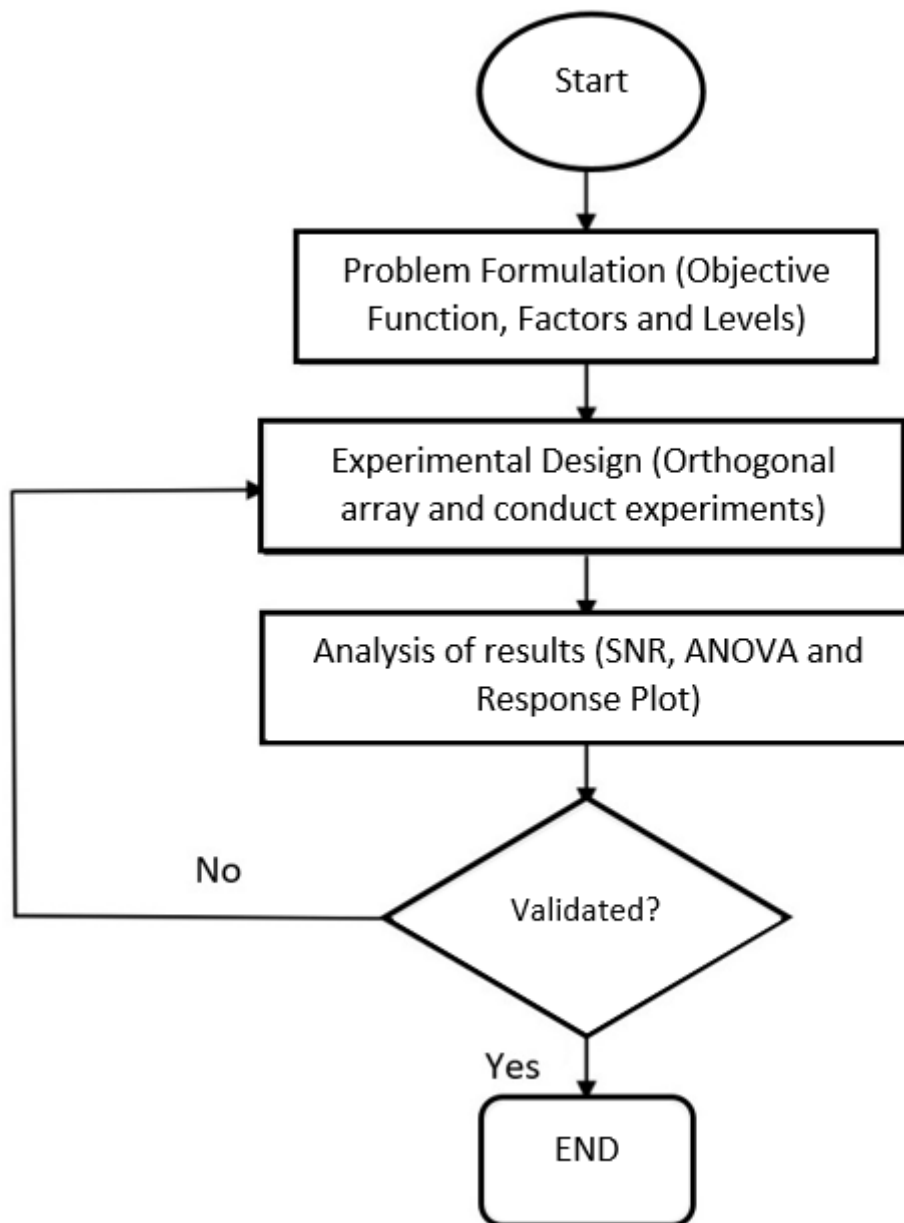 Start
Problem Formulation (Objective
Function, Factors and Levels)
Experimental Design (Orthogonal
array and conduct experiments)
Analysis of results (SNR, ANOVA and
Response Plot)
No
Validated?
Yes
END